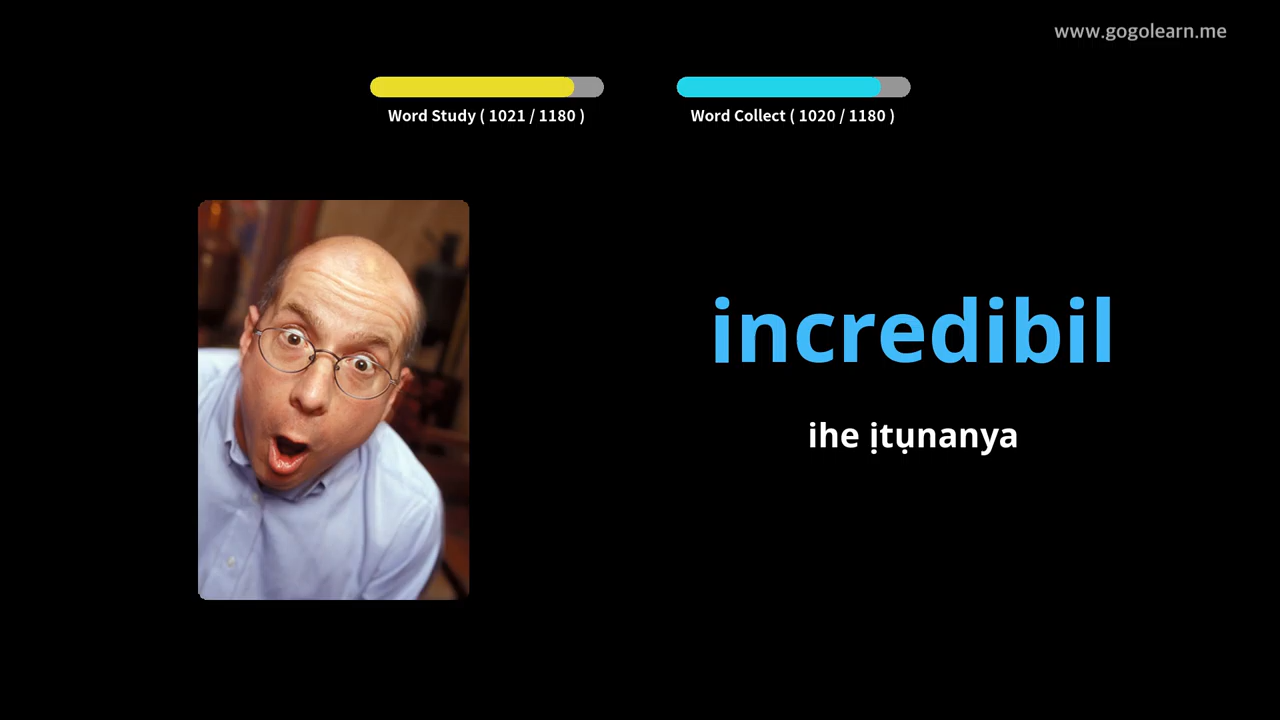 www.gogolearn.me
Word Study ( 1021 / 1180 )
Word Collect ( 1020 / 1180 )
incredibil
ihe ịtụnanya